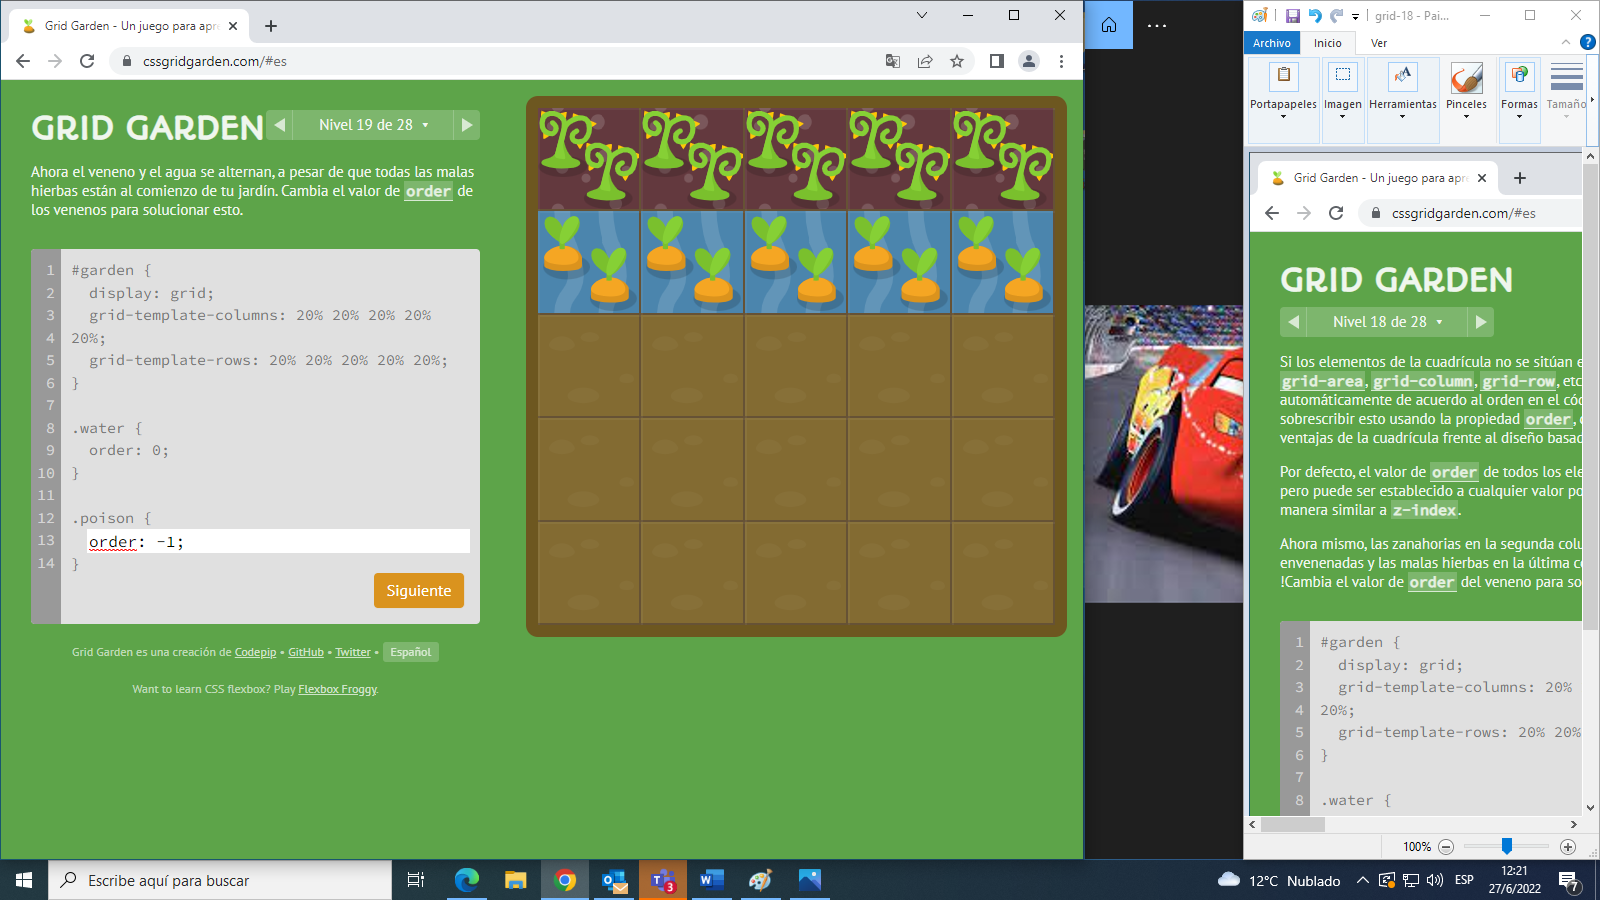 Grid Garden - Un juego para apre
cssgridgarden.com/#es
GRID GARDEN
Nivel 19 de 28
Ahora el veneno y el agua se alternan, a pesar de que todas las malas
hierbas están al comienzo de tu jardín. Cambia el valor de order de
los venenos para solucionar esto.
1 #garden {
2 display: grid;
3 grid-template-columns: 20% 20% 20% 20%
4 20%;
5 grid-template-rows: 20% 20% 20% 20% 20%;
6 }
7
8 .water {
9 order: 0;
10 }
11
12 .poison {
13 order: -1;
14 }
Siguiente
Grid Garden es una creación de Codepip • GitHub • Twitter • Español
Want to learn CSS flexbox? Play Flexbox Froggy.
grid-18 - Pai...
Archivo Inicio Ver
Portapapeles Imagen Herramientas Pinceles Formas Tamaño
Grid Garden - Un juego para apre
cssgridgarden.com/#es
GRID GARDEN
Nivel 18 de 28
Si los elementos de la cuadrícula no se sitúan e
grid-area, grid-column, grid-row, etc
automáticamente de acuerdo al orden en el cód
sobrescribir esto usando la propiedad order,
ventajas de la cuadrícula frente al diseño basad
Por defecto, el valor de order de todos los ele
pero puede ser establecido a cualquier valor po
manera similar a z-index.
Ahora mismo, las zanahorias en la segunda colu
envenenadas y las malas hierbas en la última co
!Cambia el valor de order del veneno para so
1 #garden {
2 display: grid;
3 grid-template-columns: 20%
4 20%;
5 grid-template-rows: 20% 20%
6 }
7
8 .water {
100%
Escribe aquí para buscar
3
12°C Nublado
ESP
12:21
27/6/2022
7